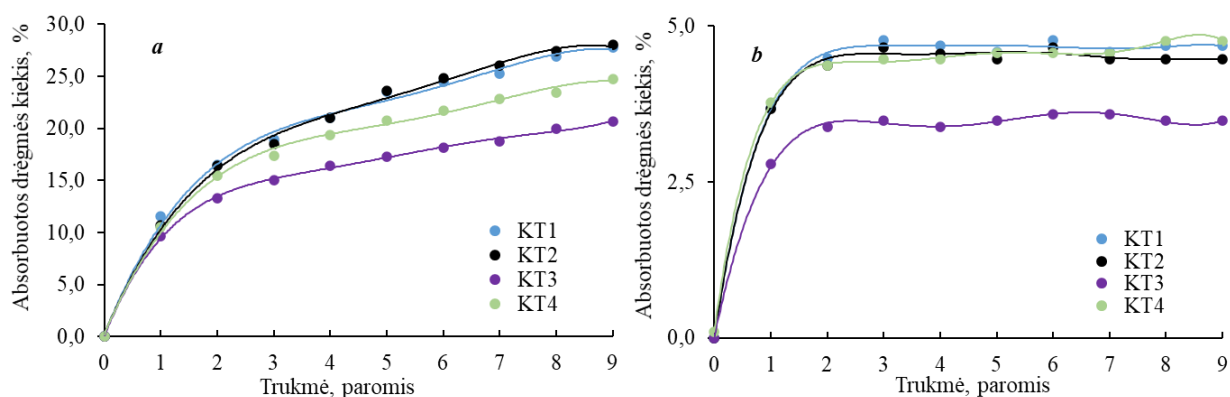 Absorbuotos drėgmės kiekis, %
30,0
25,0
20,0
15,0
10,0
5,0
0,0
a
KT1
KT2
KT3
KT4
0 1 2 3 4 5 6 7 8 9
Trukmė, paromis
Absorbuotos drėgmės kiekis, %
5,0
2,5
0,0
b
KT1
KT2
KT3
KT4
0 1 2 3 4 5 6 7 8 9
Trukmė, paromis